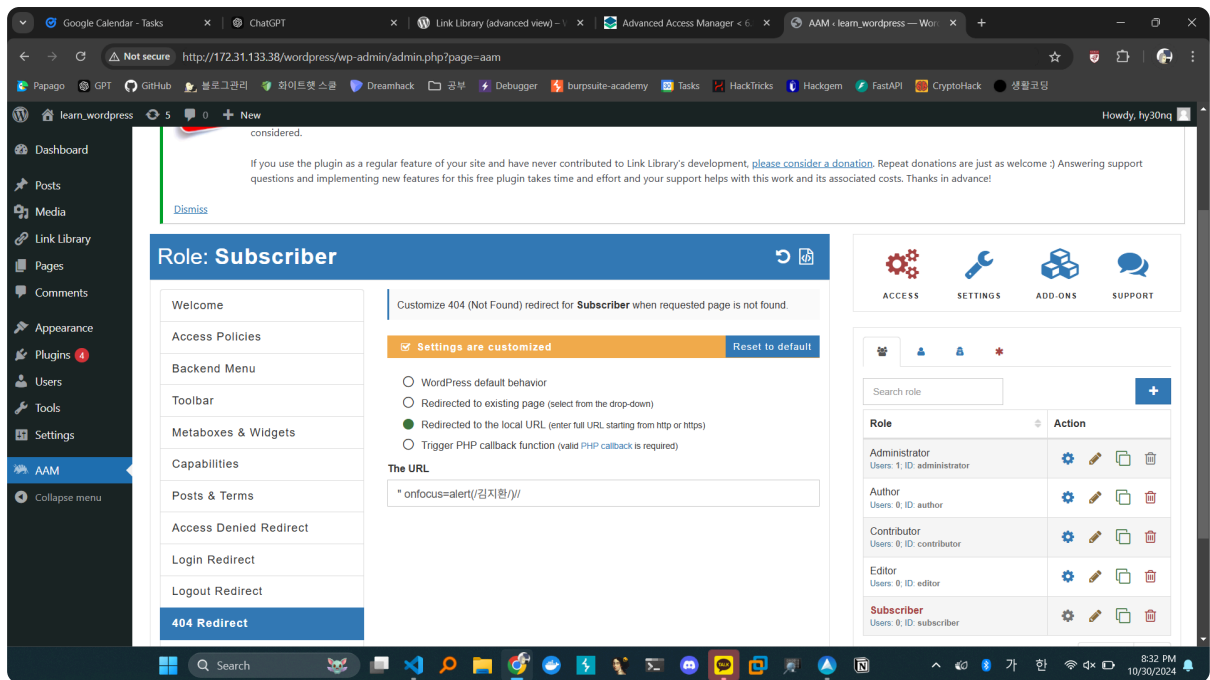 Google Calendar - Tasks
ChatGPT
Link Library (advanced view) – V
Advanced Access Manager < 6.
AAM ‹ learn_wordpress — Wor
Not secure
http://172.31.133.38/wordpress/wp-admin/admin.php?page=aam
Papago
GPT
GitHub
블로그관리
화이트햇 스쿨
Dreamhack
공부
Debugger
burpsuite-academy
Tasks
HackTricks
Hackgem
FastAPI
CryptoHack
생활코딩
learn_wordpress
5
0
New
Howdy, hy30nq
Dashboard
Posts
Media
Link Library
Pages
Comments
Appearance
Plugins 4
Users
Tools
Settings
AAM
Collapse menu
considered.
If you use the plugin as a regular feature of your site and have never contributed to Link Library's development, please consider a donation. Repeat donations are just as welcome :) Answering support
questions and implementing new features for this free plugin takes time and effort and your support helps with this work and its associated costs. Thanks in advance!
Dismiss
Role: Subscriber
Welcome
Access Policies
Backend Menu
Toolbar
Metaboxes & Widgets
Capabilities
Posts & Terms
Access Denied Redirect
Login Redirect
Logout Redirect
404 Redirect
Customize 404 (Not Found) redirect for Subscriber when requested page is not found.
Settings are customized
Reset to default
WordPress default behavior
Redirected to existing page (select from the drop-down)
Redirected to the local URL (enter full URL starting from http or https)
Trigger PHP callback function (valid PHP callback is required)
The URL
" onfocus=alert(/김지환/)//
ACCESS
SETTINGS
ADD-ONS
SUPPORT
Search role
Role
Action
Administrator
Users: 1; ID: administrator
Author
Users: 0; ID: author
Contributor
Users: 0; ID: contributor
Editor
Users: 0; ID: editor
Subscriber
Users: 0; ID: subscriber
Search
TALK
가
한
8:32 PM
10/30/2024